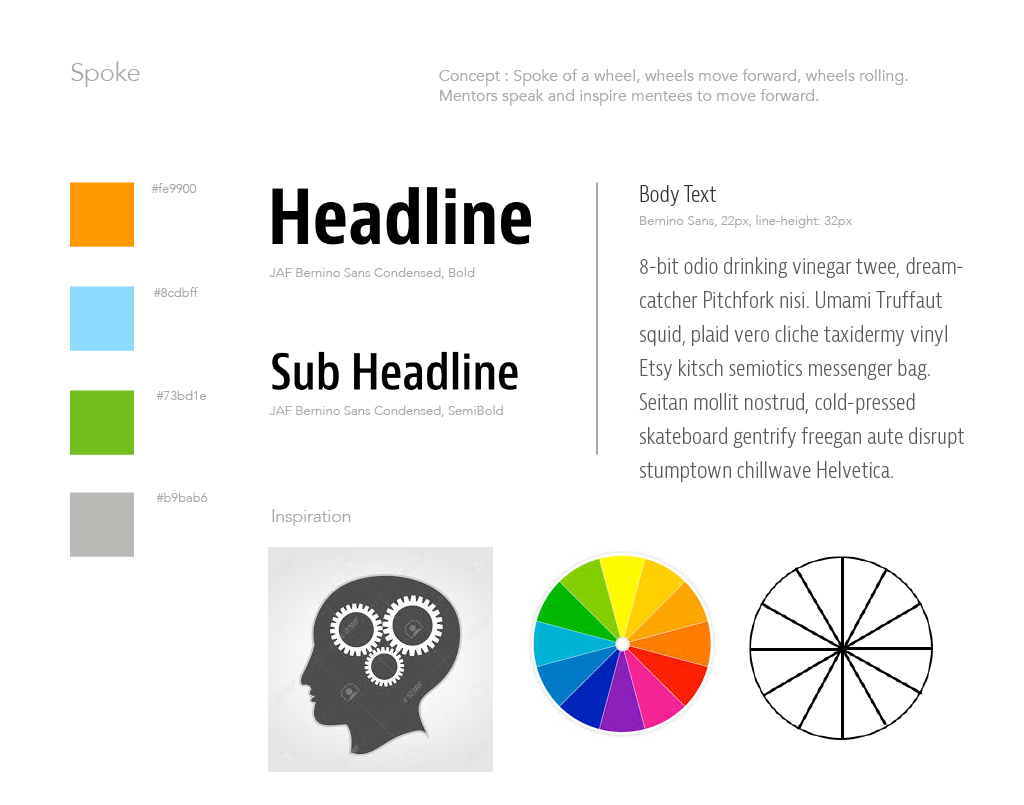 Spoke
Concept : Spoke of a wheel, wheels move forward, wheels rolling.
Mentors speak and inspire mentees to move forward.
#fe9900
#8cdbff
#73bd1e
#b9bab6
Headline
JAF Bernino Sans Condensed, Bold
Sub Headline
JAF Bernino Sans Condensed, SemiBold
Body Text
Bernino Sans, 22px, line-height: 32px
8-bit odio drinking vinegar twee, dream-
catcher Pitchfork nisi. Umami Truffaut
squid, plaid vero cliche taxidermy vinyl
Etsy kitsch semiotics messenger bag.
Seitan mollit nostrud, cold-pressed
skateboard gentrify freegan aute disrupt
stumptown chillwave Helvetica.
Inspiration